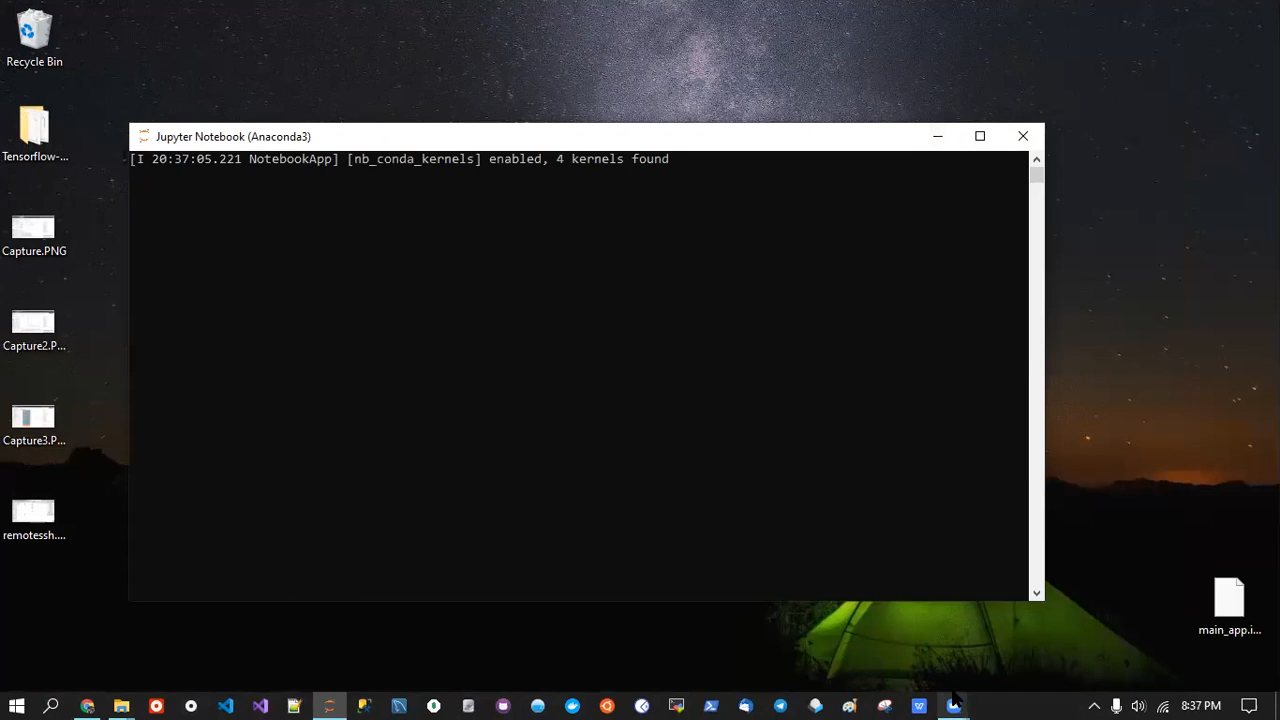 Recycle Bin
Tensorflow-...
Capture.PNG
Capture2.P...
Capture3.P...
remotessh....
Jupyter Notebook (Anaconda3)
[I 20:37:05.221 NotebookApp] [nb_conda_kernels] enabled, 4 kernels found
main_app.i...
8:37 PM